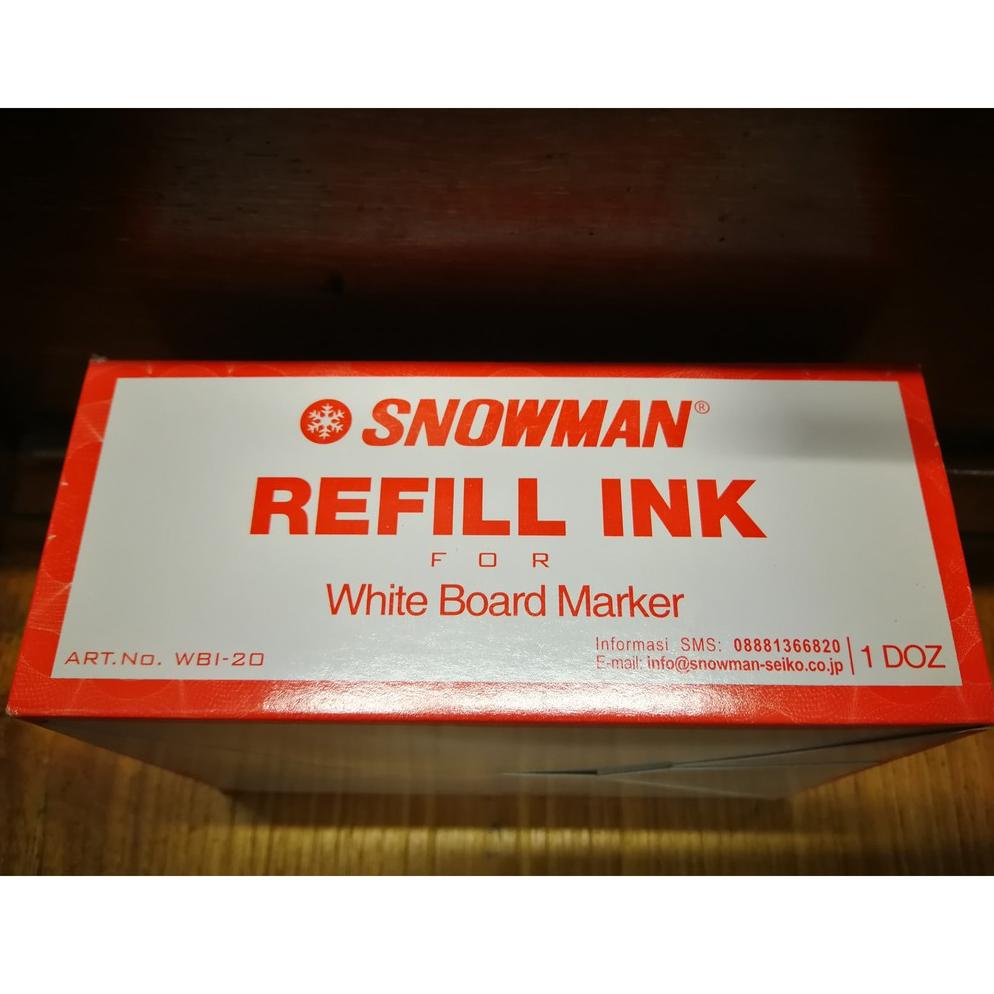 SNOWMAN®
REFILL INK
FOR
White Board Marker
ART.No. WBI-20
Informasi SMS: 08881366820
E-mail: info@snowman-seiko.co.jp
1 DOZ